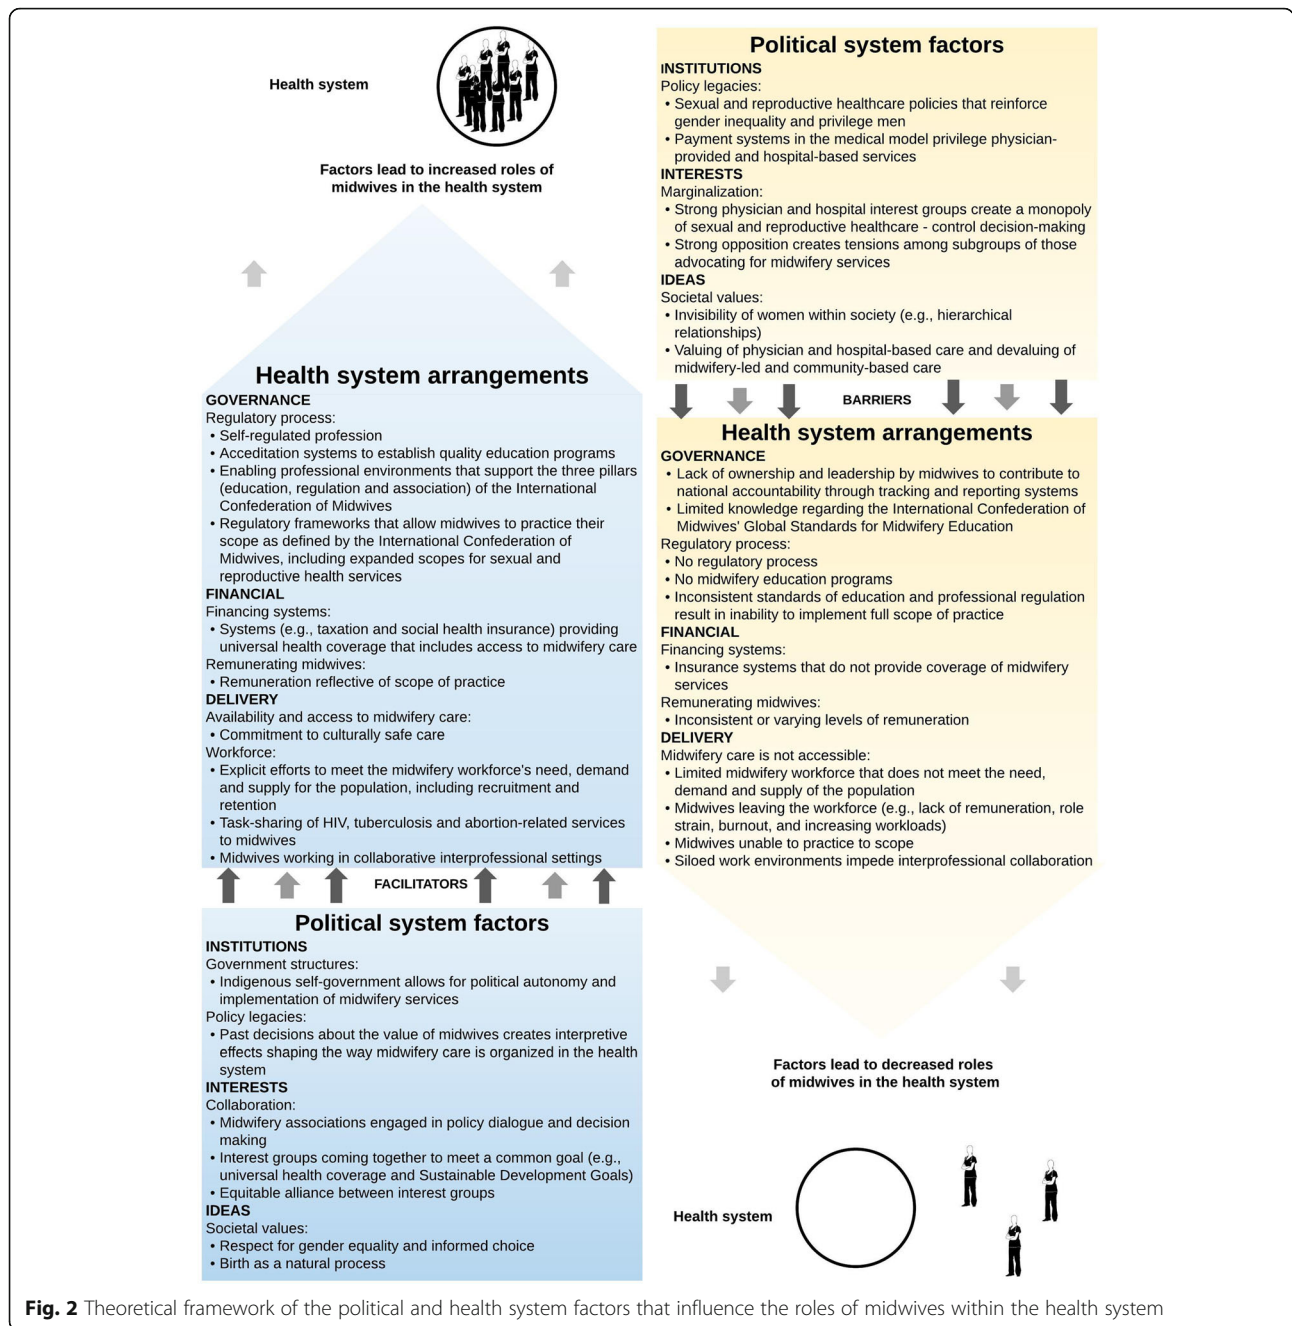 Health system
Factors lead to increased roles of
midwives in the health system
Health system arrangements
GOVERNANCE
Regulatory process:
• Self-regulated profession
• Acceditation systems to establish quality education programs
• Enabling professional environments that support the three pillars
(education, regulation and association) of the International
Confederation of Midwives
• Regulatory frameworks that allow midwives to practice their
scope as defined by the International Confederation of
Midwives, including expanded scopes for sexual and
reproductive health services
FINANCIAL
Financing systems:
• Systems (e.g., taxation and social health insurance) providing
universal health coverage that includes access to midwifery care
Remunerating midwives:
• Remuneration reflective of scope of practice
DELIVERY
Availability and access to midwifery care:
• Commitment to culturally safe care
Workforce:
• Explicit efforts to meet the midwifery workforce's need, demand
and supply for the population, including recruitment and
retention
• Task-sharing of HIV, tuberculosis and abortion-related services
to midwives
• Midwives working in collaborative interprofessional settings
FACILITATORS
Political system factors
INSTITUTIONS
Government structures:
• Indigenous self-government allows for political autonomy and
implementation of midwifery services
Policy legacies:
• Past decisions about the value of midwives creates interpretive
effects shaping the way midwifery care is organized in the health
system
INTERESTS
Collaboration:
• Midwifery associations engaged in policy dialogue and decision
making
• Interest groups coming together to meet a common goal (e.g.,
universal health coverage and Sustainable Development Goals)
• Equitable alliance between interest groups
IDEAS
Societal values:
• Respect for gender equality and informed choice
• Birth as a natural process
Political system factors
INSTITUTIONS
Policy legacies:
• Sexual and reproductive healthcare policies that reinforce
gender inequality and privilege men
• Payment systems in the medical model privilege physician-
provided and hospital-based services
INTERESTS
Marginalization:
• Strong physician and hospital interest groups create a monopoly
of sexual and reproductive healthcare - control decision-making
• Strong opposition creates tensions among subgroups of those
advocating for midwifery services
IDEAS
Societal values:
• Invisibility of women within society (e.g., hierarchical
relationships)
• Valuing of physician and hospital-based care and devaluing of
midwifery-led and community-based care
BARRIERS
Health system arrangements
GOVERNANCE
• Lack of ownership and leadership by midwives to contribute to
national accountability through tracking and reporting systems
• Limited knowledge regarding the International Confederation of
Midwives' Global Standards for Midwifery Education
Regulatory process:
• No regulatory process
• No midwifery education programs
• Inconsistent standards of education and professional regulation
result in inability to implement full scope of practice
FINANCIAL
Financing systems:
• Insurance systems that do not provide coverage of midwifery
services
Remunerating midwives:
• Inconsistent or varying levels of remuneration
DELIVERY
Midwifery care is not accessible:
• Limited midwifery workforce that does not meet the need,
demand and supply of the population
• Midwives leaving the workforce (e.g., lack of remuneration, role
strain, burnout, and increasing workloads)
• Midwives unable to practice to scope
• Siloed work environments impede interprofessional collaboration
Factors lead to decreased roles
of midwives in the health system
Health system
Fig. 2 Theoretical framework of the political and health system factors that influence the roles of midwives within the health system